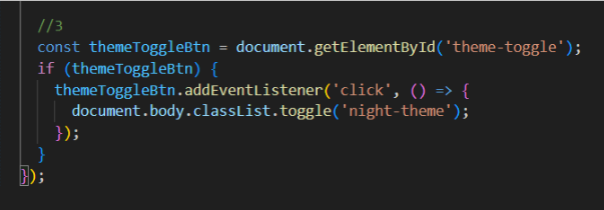 //3
const themeToggleBtn = document.getElementById('theme-toggle');
if (themeToggleBtn) {
themeToggleBtn.addEventListener('click', () => {
document.body.classList.toggle('night-theme');
});
}
});